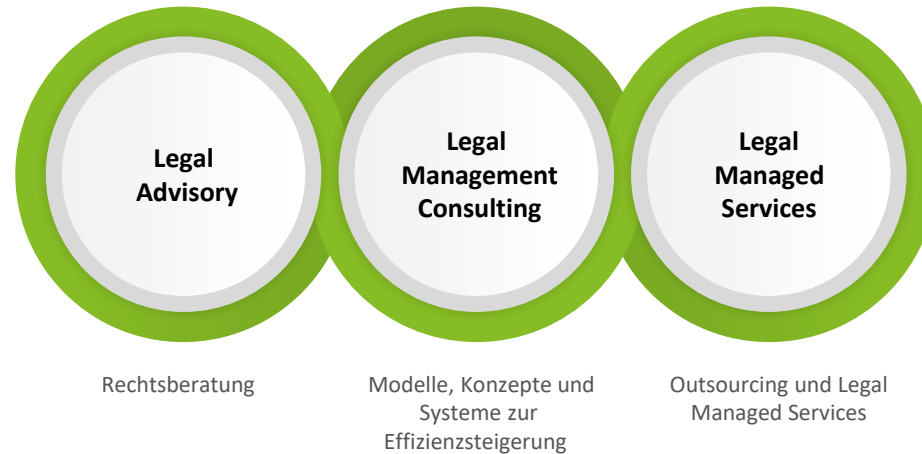 Legal
Advisory
Legal
Management
Consulting
Legal
Managed
Services
Rechtsberatung
Modelle, Konzepte und
Systeme zur
Effizienzsteigerung
Outsourcing und Legal
Managed Services